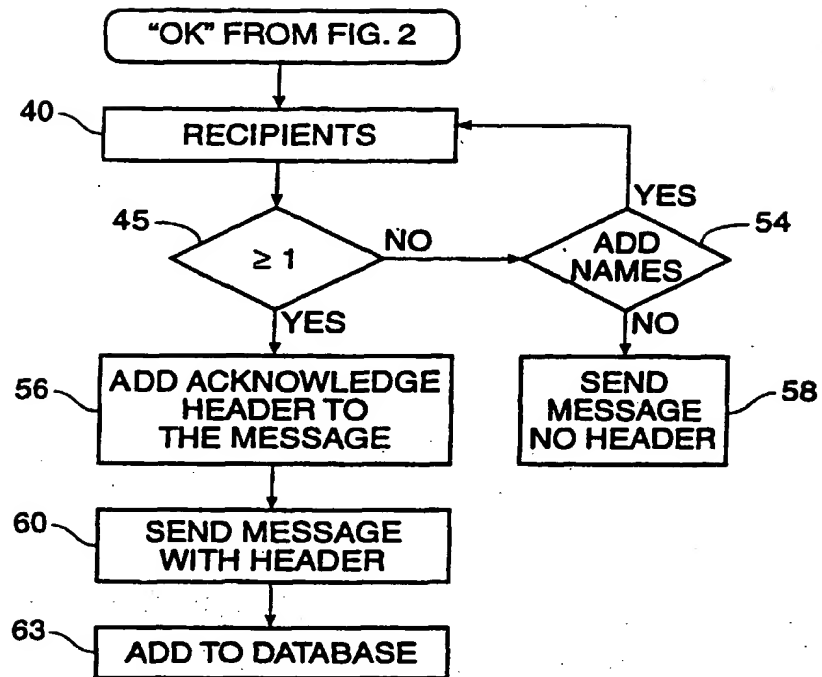 "OK" FROM FIG. 2
40
RECIPIENTS
YES
45
≥ 1
NO
ADD
NAMES
54
YES
NO
56
ADD ACKNOWLEDGE
HEADER TO
THE MESSAGE
SEND
MESSAGE
NO HEADER
58
60
SEND MESSAGE
WITH HEADER
63
ADD TO DATABASE